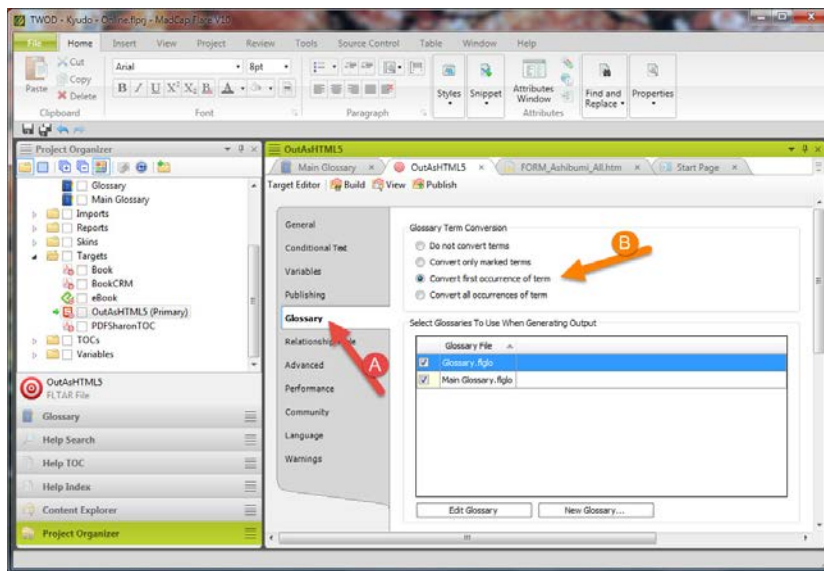 TWOD - Kyudo - Online.flprj - MadCap Flare V10
File Home Insert View Project Review Tools Source Control Table Window Help
Paste
Cut
Copy
Delete
Clipboard
Arial 8pt
B I U X² X₂ B A
Font
Paragraph
Styles
Snippet
Attributes Window
Attributes
Find and Replace
Properties
Project Organizer
Glossary
Main Glossary
Imports
Reports
Skins
Targets
Book
BookCRM
eBook
OutAsHTML5 (Primary)
PDFSharonTOC
TOCs
Variables
OutAsHTML5
FLTAR File
Glossary
Help Search
Help TOC
Help Index
Content Explorer
Project Organizer
OutAsHTML5
Main Glossary x OutAsHTML5 x FORM_Ashibumi_All.htm x Start Page x
Target Editor Build View Publish
General
Conditional Text
Variables
Publishing
Glossary
Advanced
Performance
Community
Language
Warnings
A
Glossary Term Conversion
Do not convert terms
Convert only marked terms
Convert first occurrence of term
Convert all occurrences of term
B
Select Glossaries To Use When Generating Output
Glossary File
Glossary.flglo
Main Glossary.flglo
Edit Glossary New Glossary...